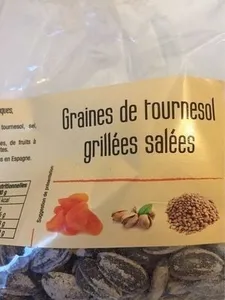 Graines de tournesol
grillées salées
tournesol, sel,
de fruits à
en Espagne.
Suggestion de présentation